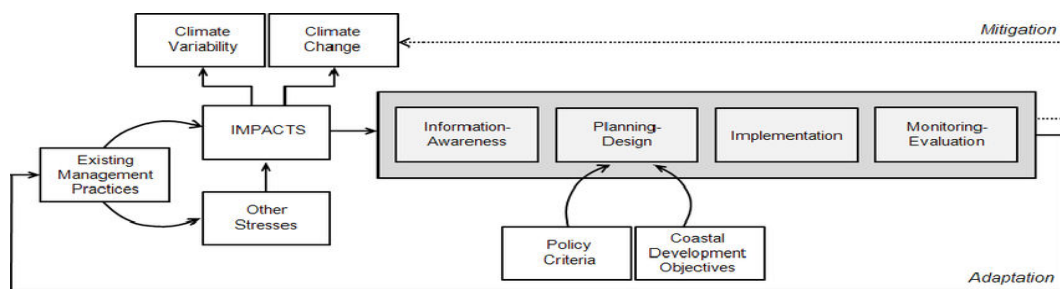 Climate
Variability
Climate
Change
Mitigation
IMPACTS
Information-
Awareness
Planning-
Design
Implementation
Monitoring-
Evaluation
Existing
Management
Practices
Other
Stresses
Policy
Criteria
Coastal
Development
Objectives
Adaptation